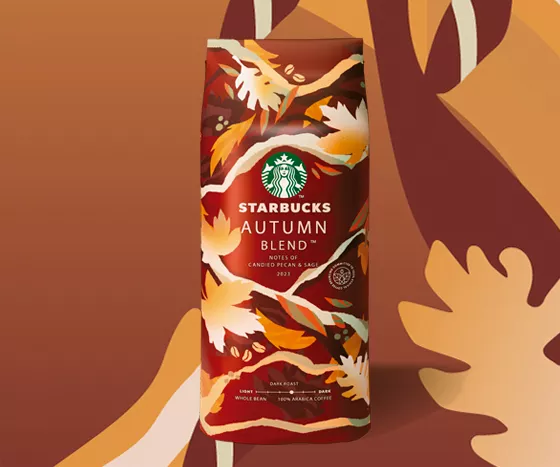 STARBUCKS
AUTUMN
BLEND™
NOTES OF
CANDIED PECAN & SAGE
2023
DARK ROAST
LIGHT DARK
WHOLE BEAN 100% ARABICA COFFEE